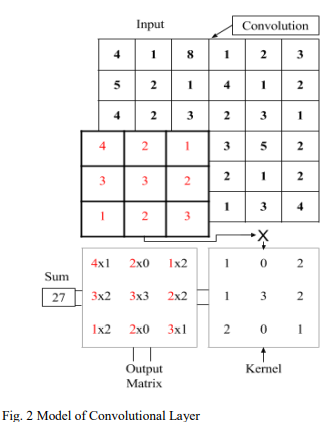 Input Convolution
4 1 8 1 2 3
5 2 1 4 1 2
4 2 3 2 3 1
4 2 1 3 5 2
3 3 2 2 1 2
1 2 3 1 3 4
X
4x1 2x0 1x2 1 0 2
Sum
27 3x2 3x3 2x2 1 3 2
1x2 2x0 3x1 2 0 1
Output Kernel
Matrix
Fig. 2 Model of Convolutional Layer